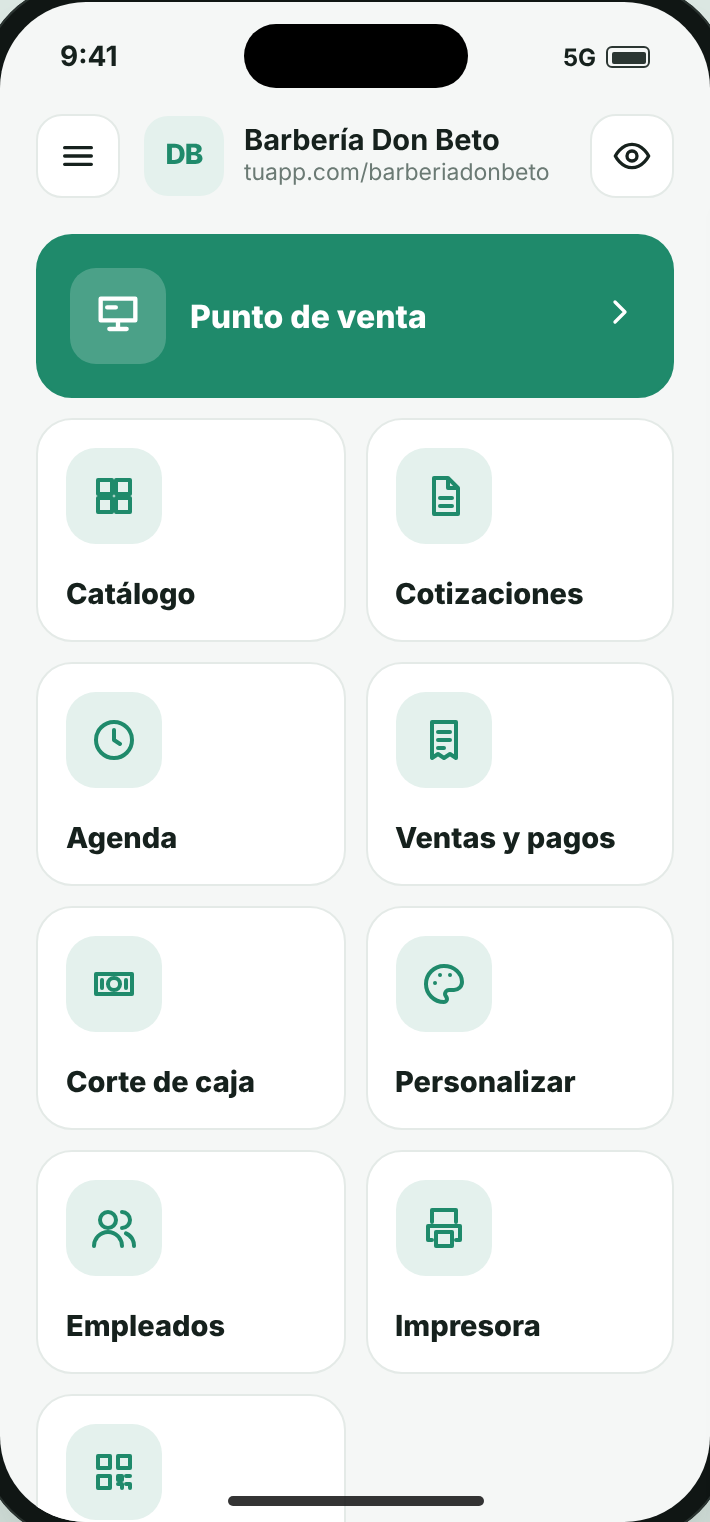 9:41
5G
DB
Barbería Don Beto
tuapp.com/barberiadonbeto
Punto de venta
Catálogo
Cotizaciones
Agenda
Ventas y pagos
Corte de caja
Personalizar
Empleados
Impresora